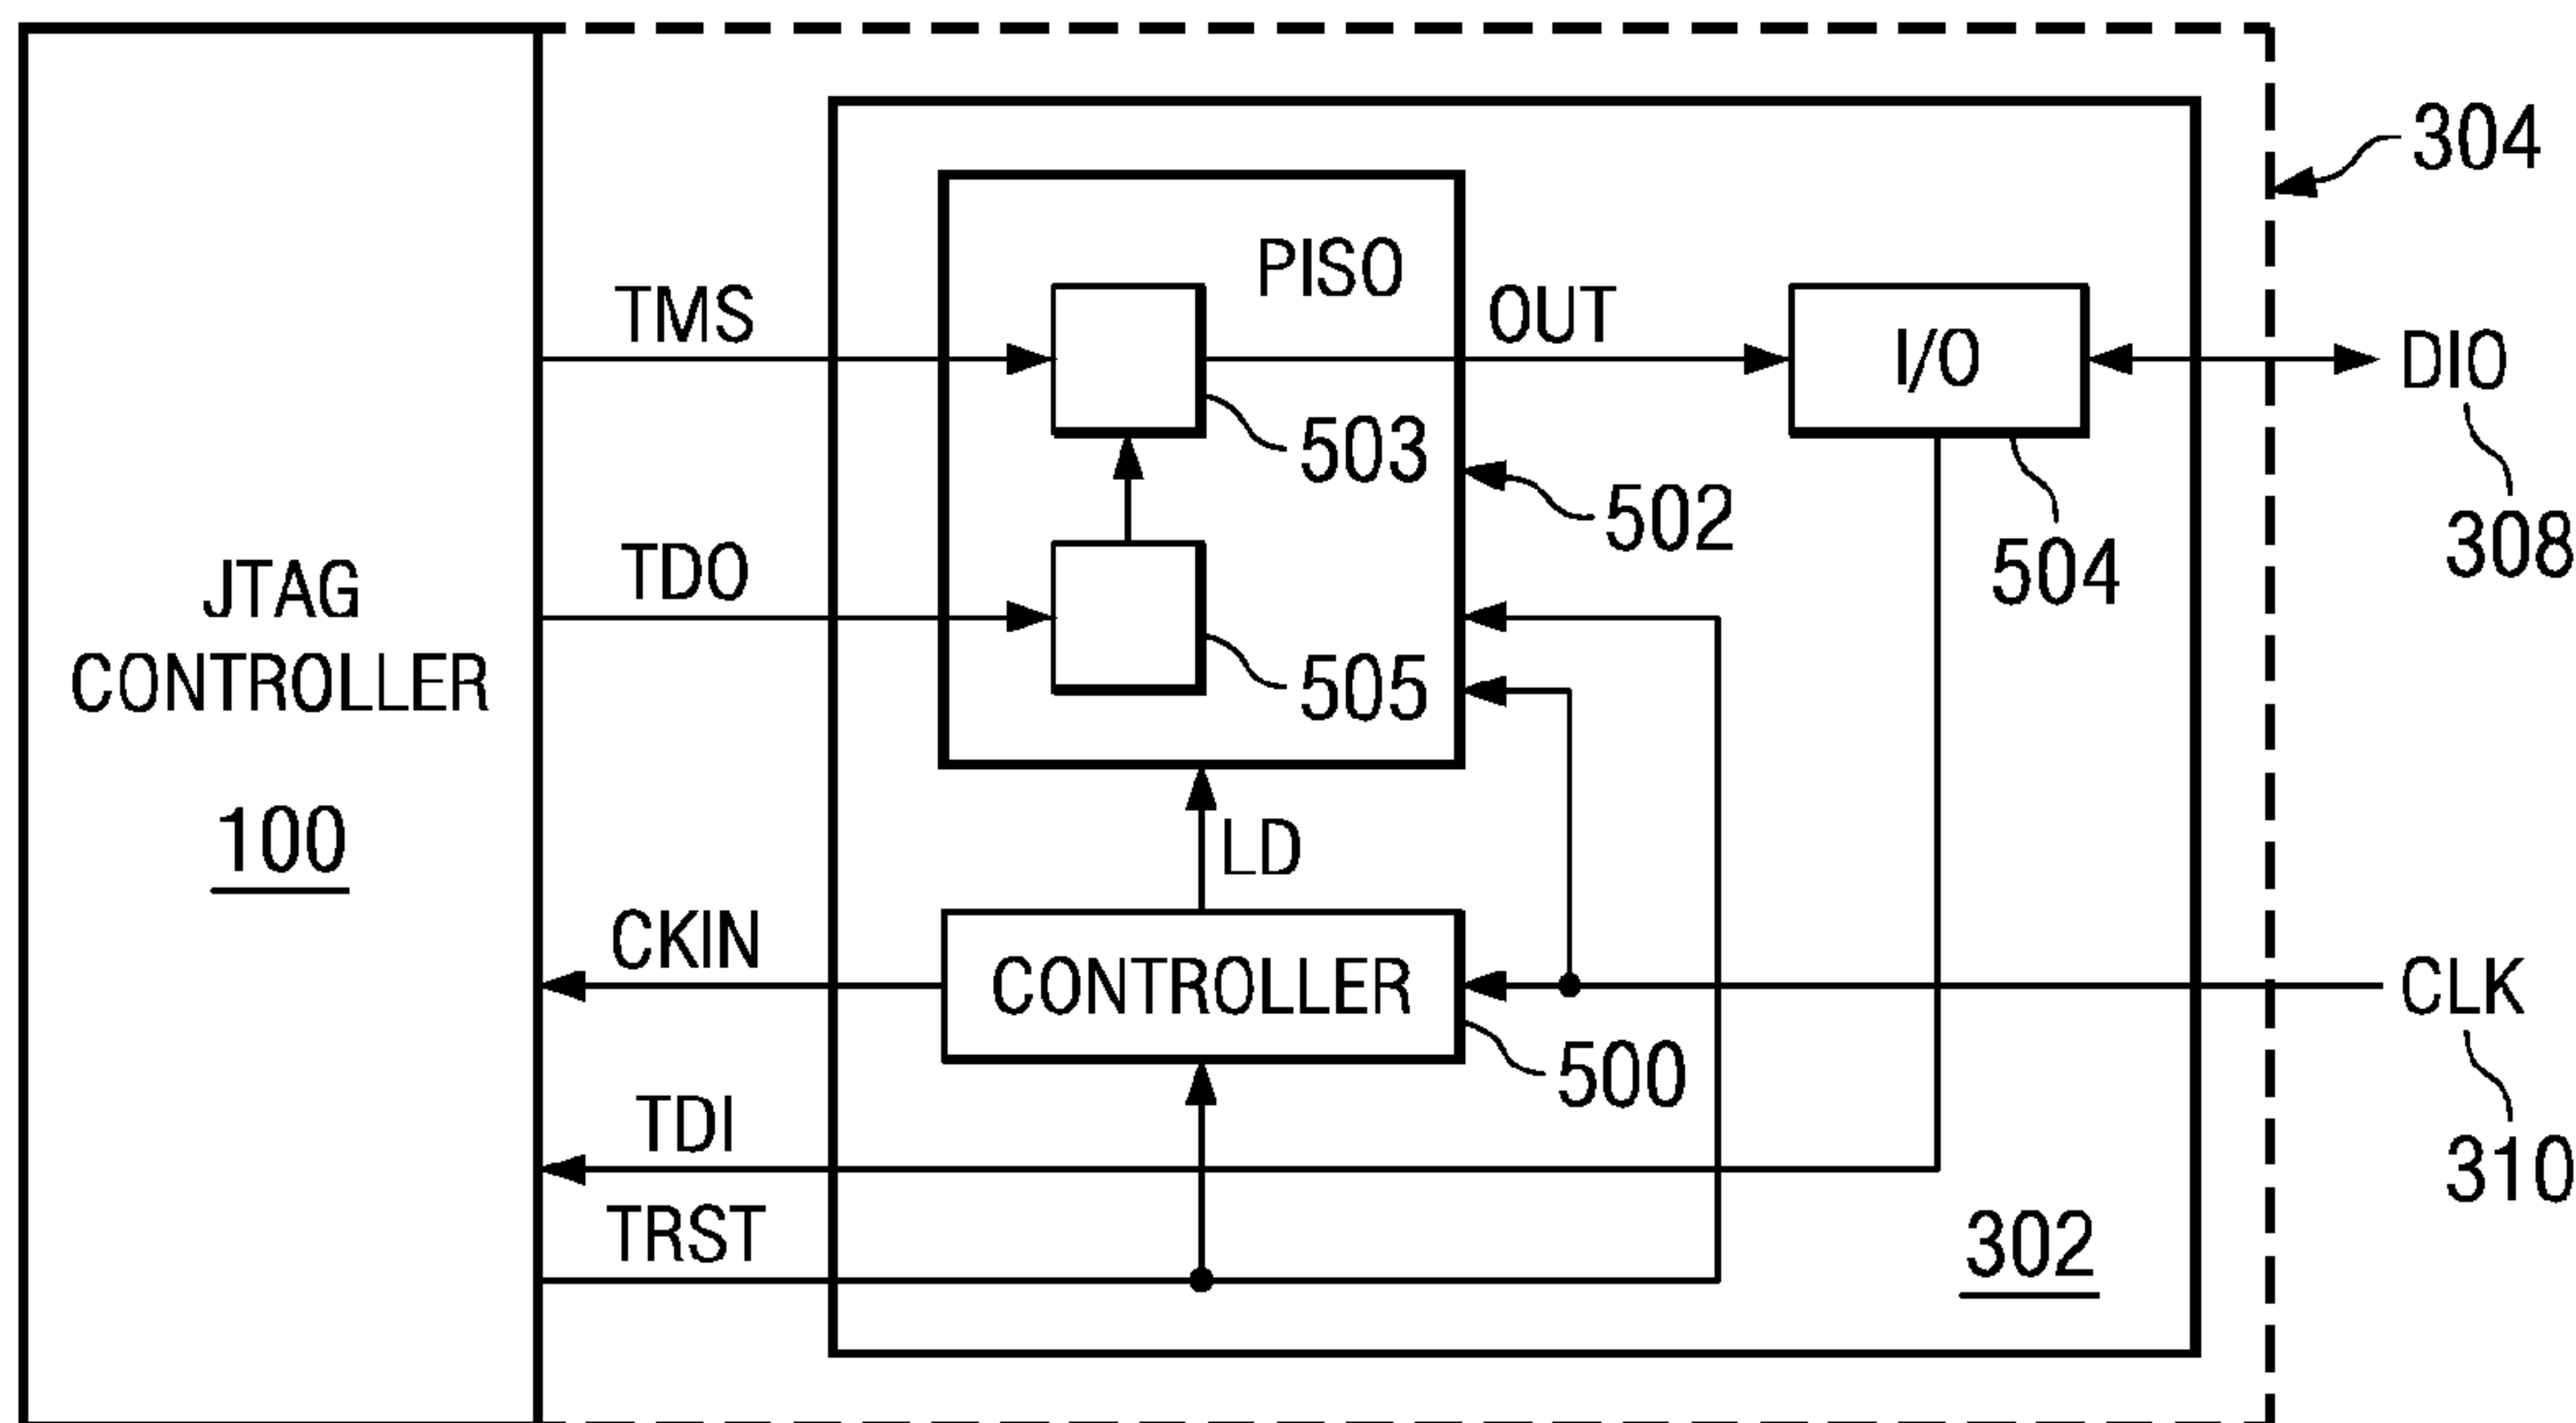 304
PISO
TMS
OUT
I/O
DIO
503
502
308
TDO
504
JTAG
CONTROLLER
505
100
LD
CKIN
CONTROLLER
CLK
500
TDI
310
TRST
302